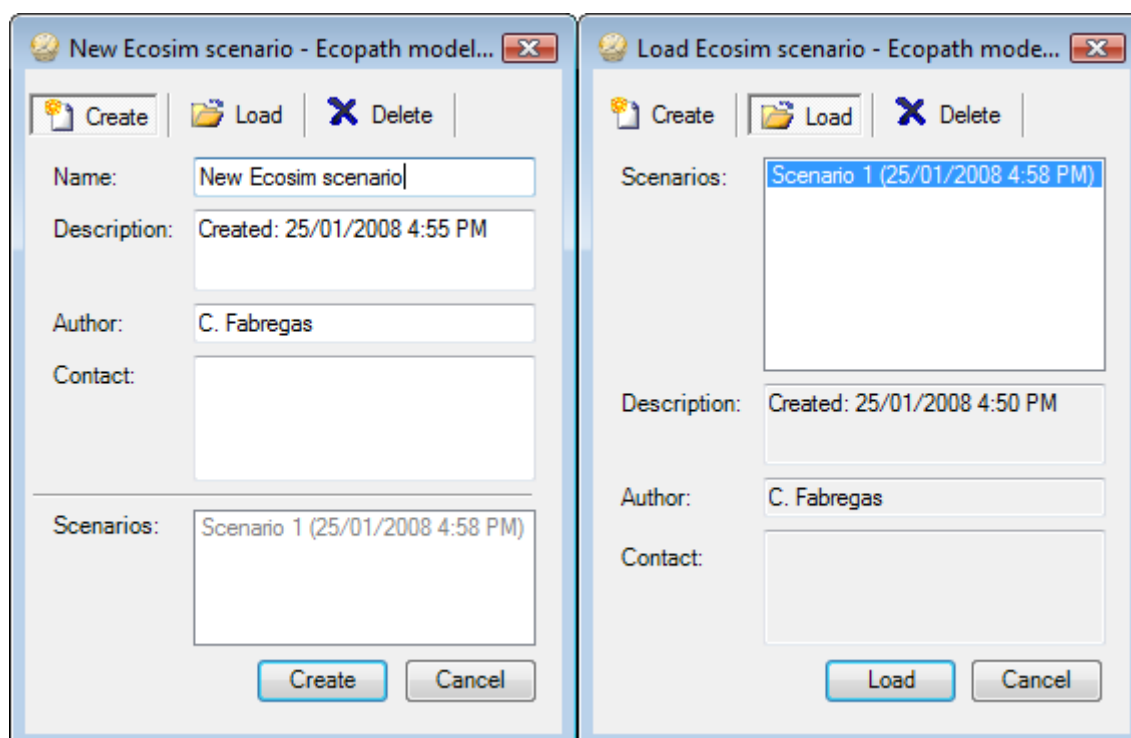 New Ecosim scenario - Ecopath model...
Create Load Delete
Name: New Ecosim scenario
Description: Created: 25/01/2008 4:55 PM
Author: C. Fabregas
Contact:
Scenarios: Scenario 1 (25/01/2008 4:58 PM)
Create Cancel
Load Ecosim scenario - Ecopath mode...
Create Load Delete
Scenarios: Scenario 1 (25/01/2008 4:58 PM)
Description: Created: 25/01/2008 4:50 PM
Author: C. Fabregas
Contact:
Load Cancel